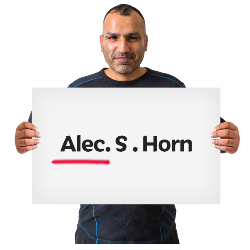 Alec. S . Horn